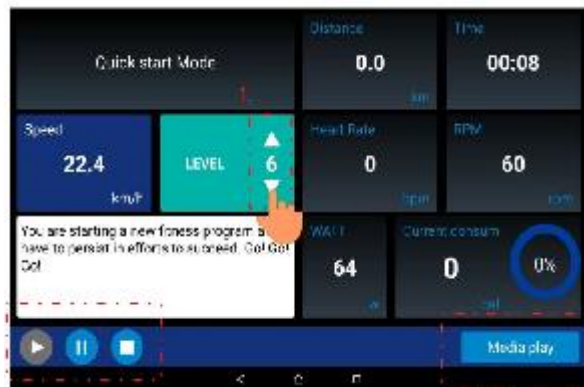 Quick start Mode
Distance
0.0
km
Time
00:08
Speed
22.4
km/h
1.
LEVEL
6
Head Rate
0
bpm
RPM
60
rpm
You are starting a new fitness program a
have to persist in efforts to succeed. Go! Go!
Go!
WATT
64
w
Current consum
0
cal
0%
Media play